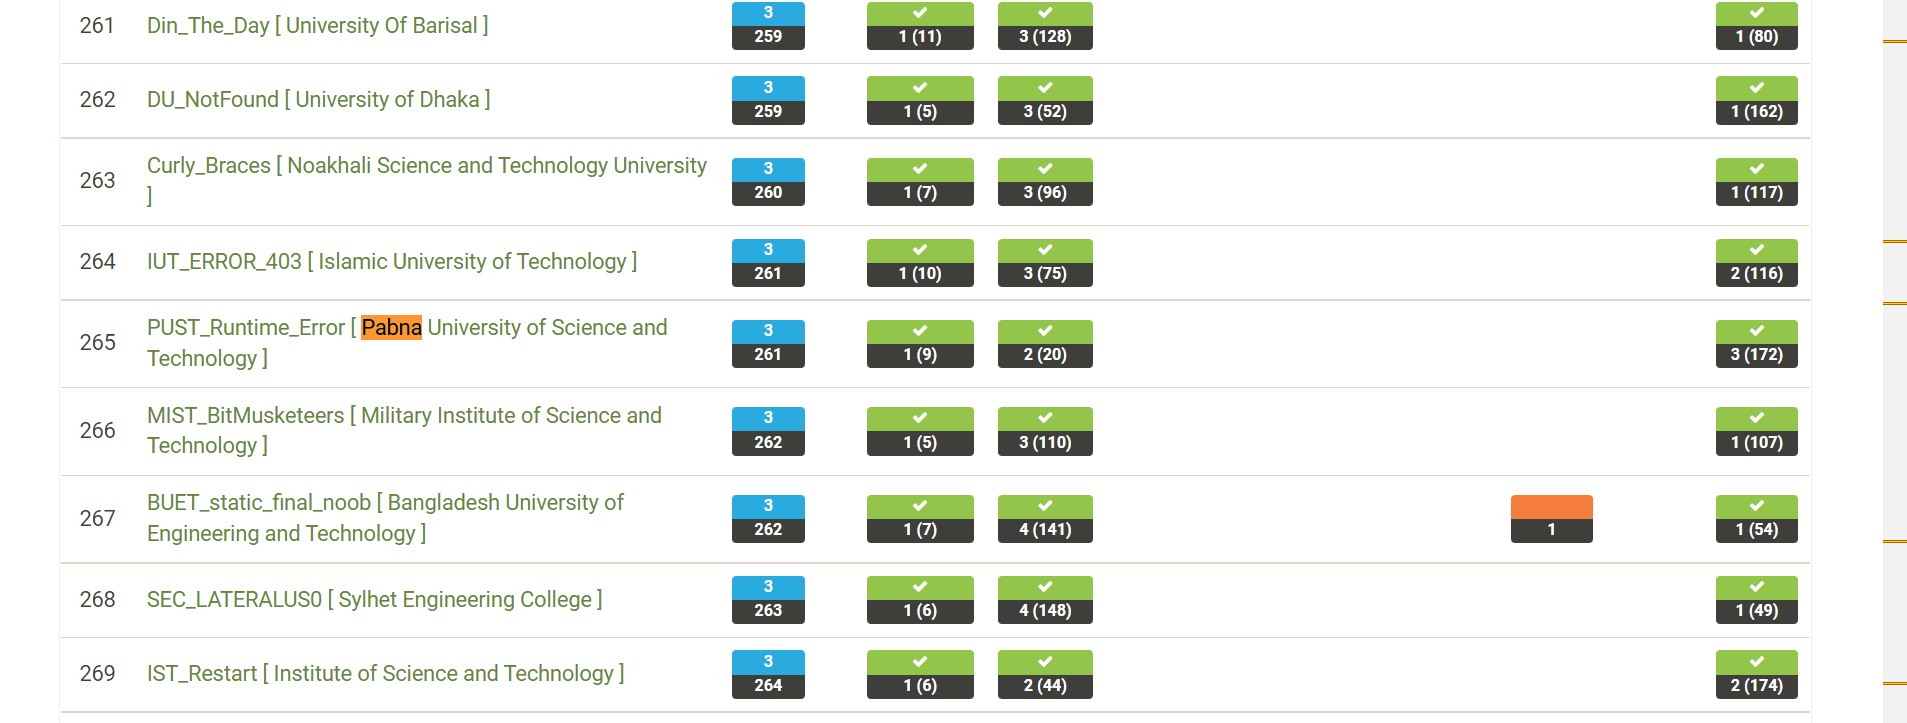 261 Din_The_Day [ University Of Barisal ] 3 259 1 (11) 3 (128) 1 (80)
262 DU_NotFound [ University of Dhaka ] 3 259 1 (5) 3 (52) 1 (162)
263 Curly_Braces [ Noakhali Science and Technology University
] 3 260 1 (7) 3 (96) 1 (117)
264 IUT_ERROR_403 [ Islamic University of Technology ] 3 261 1 (10) 3 (75) 2 (116)
265 PUST_Runtime_Error [ Pabna University of Science and
Technology ] 3 261 1 (9) 2 (20) 3 (172)
266 MIST_BitMusketeers [ Military Institute of Science and
Technology ] 3 262 1 (5) 3 (110) 1 (107)
267 BUET_static_final_noob [ Bangladesh University of
Engineering and Technology ] 3 262 1 (7) 4 (141) 1 1 (54)
268 SEC_LATERALUS0 [ Sylhet Engineering College ] 3 263 1 (6) 4 (148) 1 (49)
269 IST_Restart [ Institute of Science and Technology ] 3 264 1 (6) 2 (44) 2 (174)